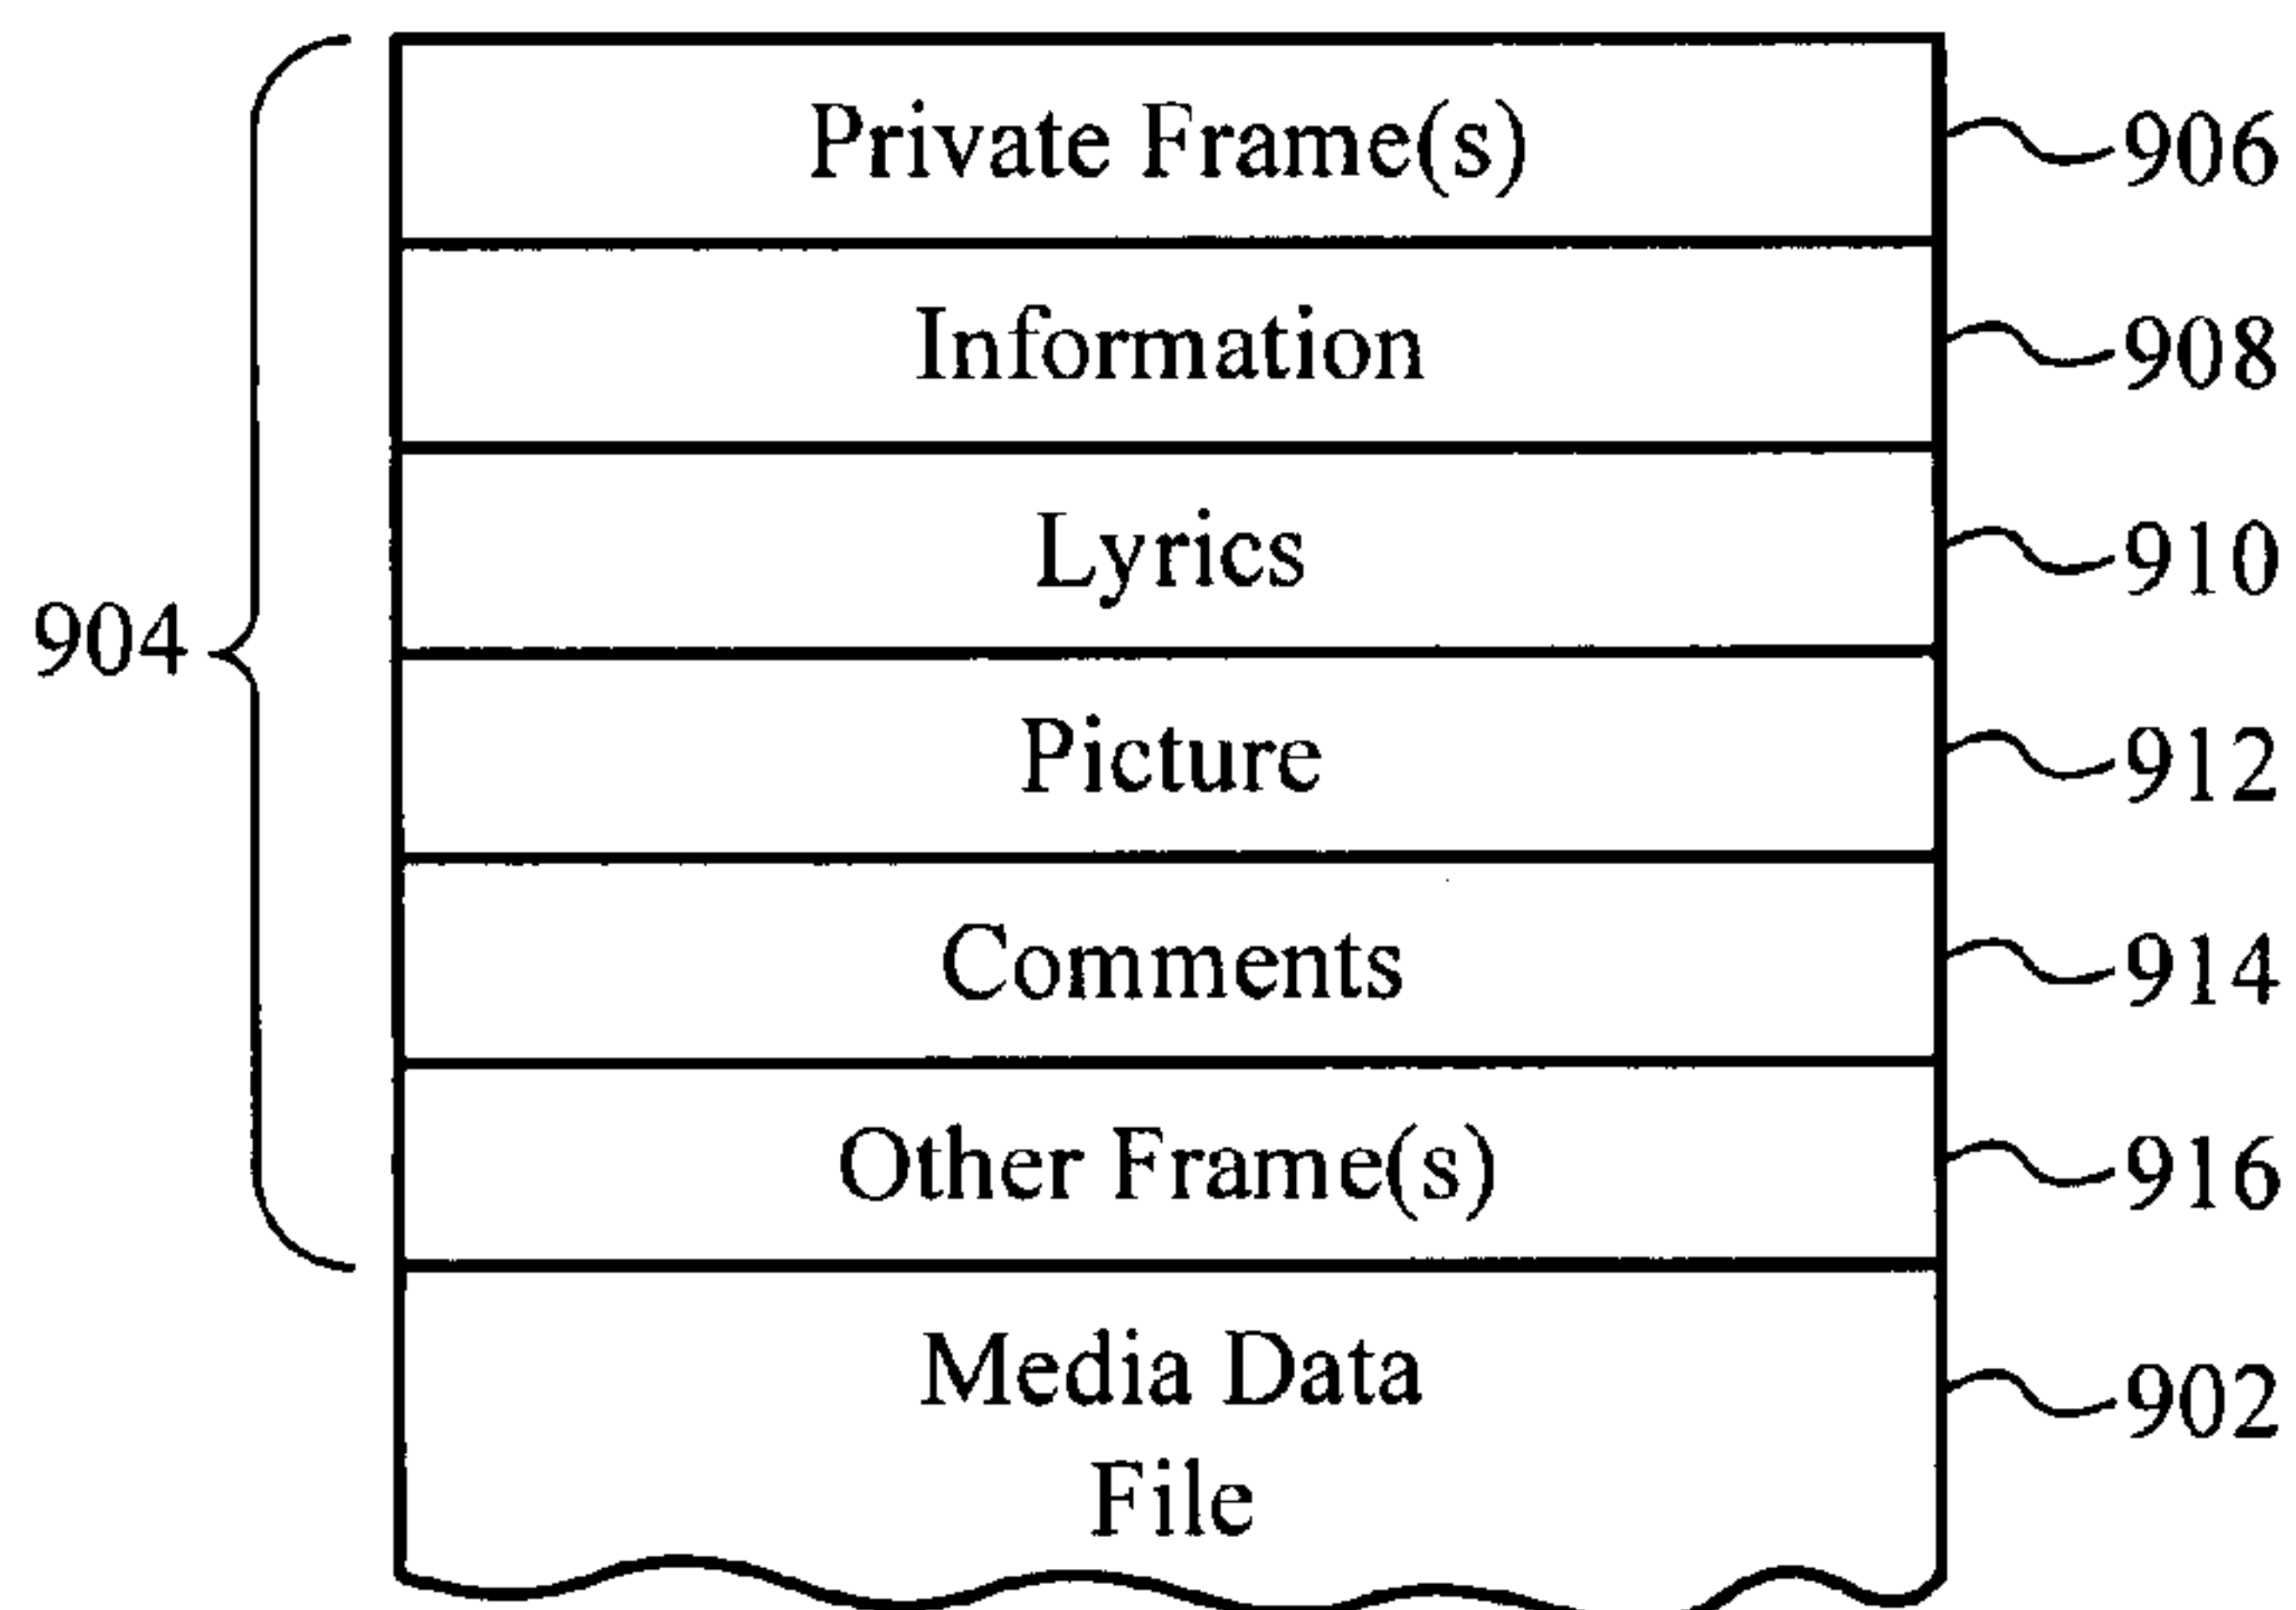 Private Frame(s) 906
Information 908
Lyrics 910
904
Picture 912
Comments 914
Other Frame(s) 916
Media Data 902
File